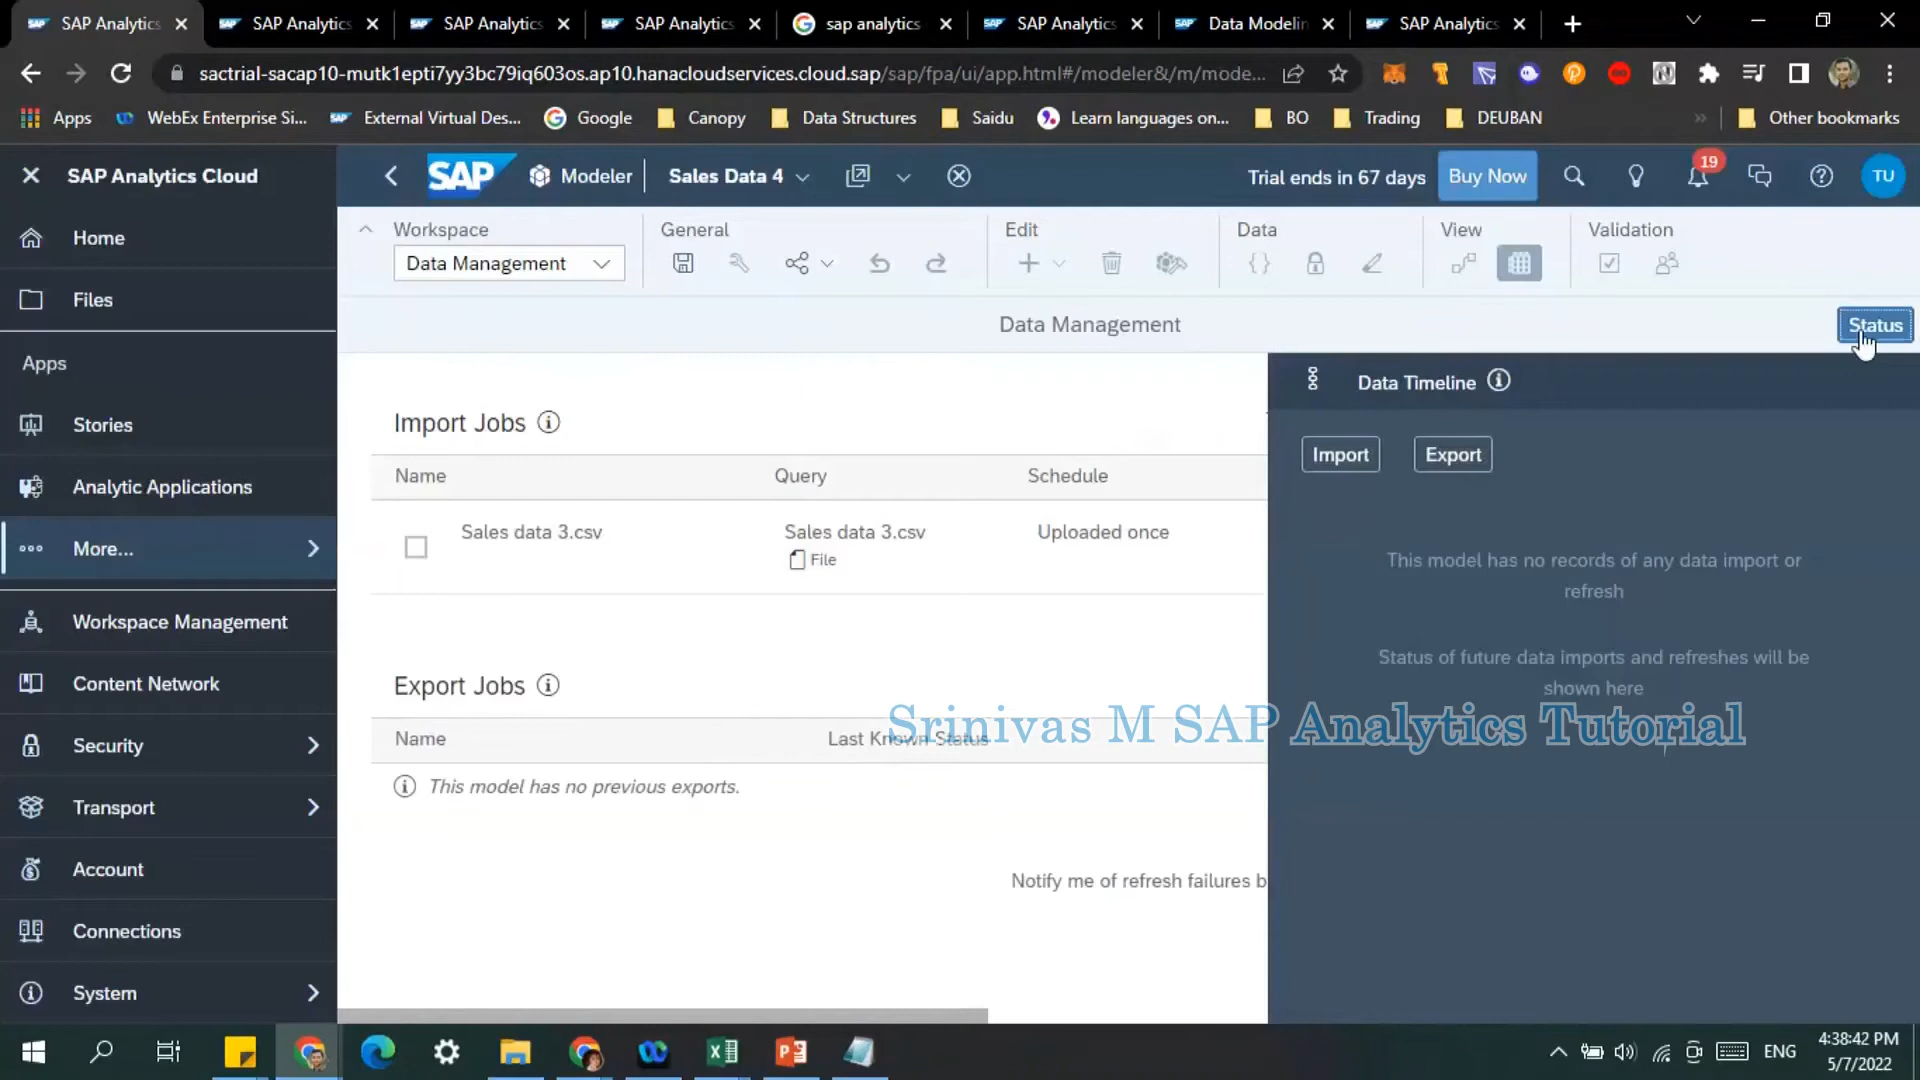 SAP Analytics
SAP Analytics
SAP Analytics
SAP Analytics
sap analytics
SAP Analytics
Data Modelin
SAP Analytics
sactrial-sacap10-mutk1epti7yy3bc79iq603os.ap10.hanacloudservices.cloud.sap/sap/fpa/ui/app.html#/modeler&/m/mode...
Apps
WebEx Enterprise Si...
External Virtual Des...
Google
Canopy
Data Structures
Saidu
Learn languages on...
BO
Trading
DEUBAN
Other bookmarks
SAP Analytics Cloud
SAP
Modeler
Sales Data 4
Trial ends in 67 days
Buy Now
19
TU
Home
Files
Apps
Stories
Analytic Applications
More...
Workspace Management
Content Network
Security
Transport
Account
Connections
System
Workspace
Data Management
General
Edit
Data
View
Validation
Data Management
Status
Import Jobs
Name Query Schedule
Sales data 3.csv Sales data 3.csv Uploaded once
File
Export Jobs
Name Last Known Status
This model has no previous exports.
Notify me of refresh failures b
Data Timeline
Import Export
This model has no records of any data import or
refresh
Status of future data imports and refreshes will be
shown here
Srinivas M SAP Analytics Tutorial
ENG
4:38:42 PM
5/7/2022